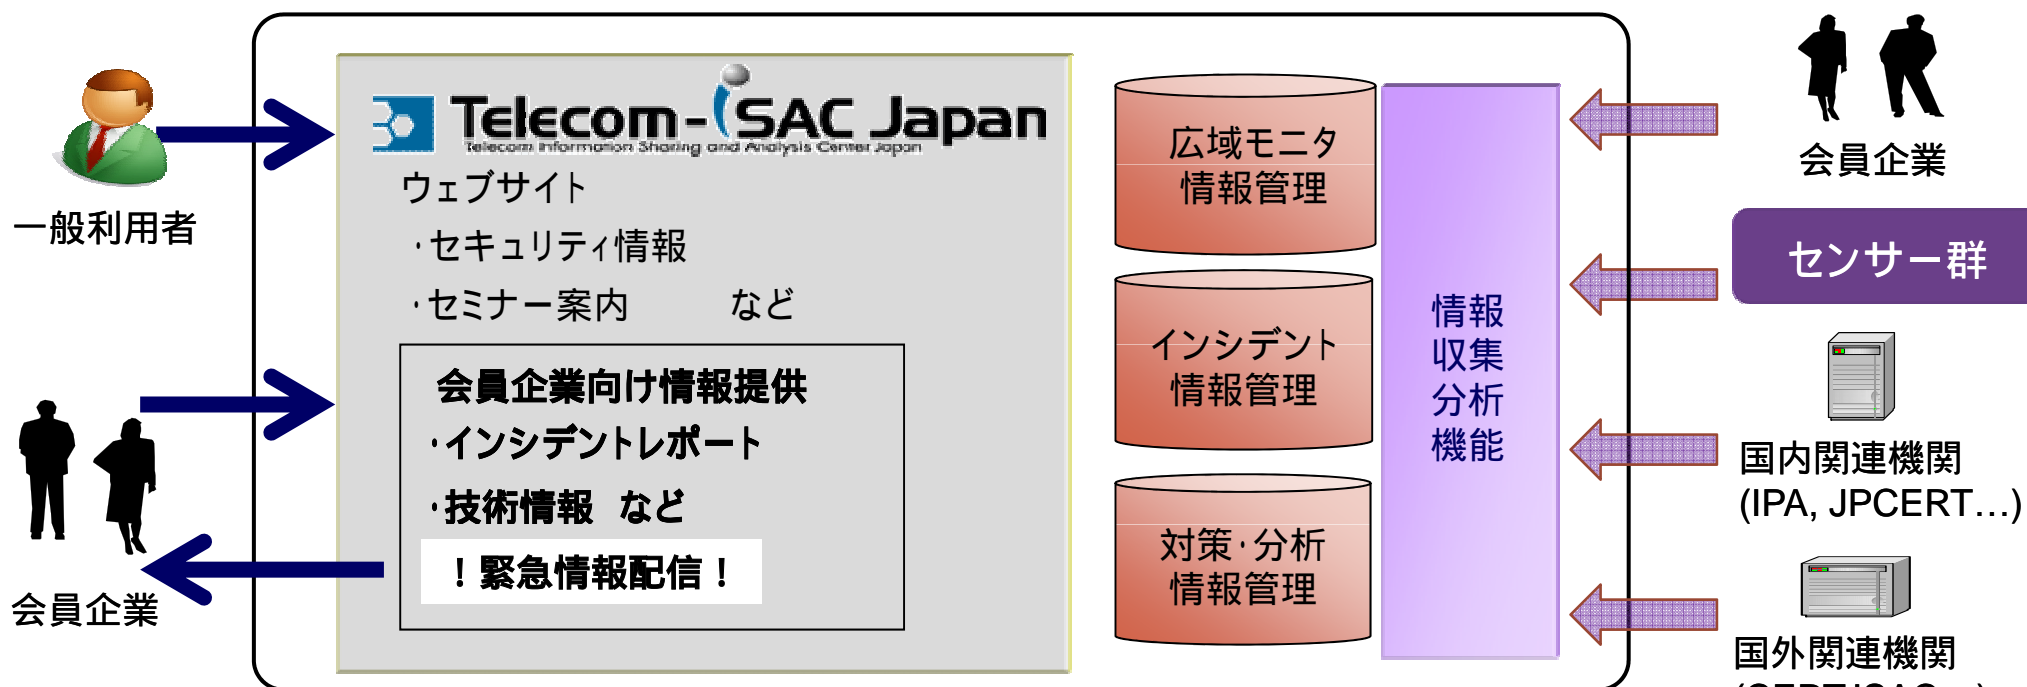 一般利用者
会員企業
Telecom-iSAC Japan
Telecom Information Sharing and Analysis Center Japan
ウェブサイト
・セキュリティ情報
・セミナー案内 など
会員企業向け情報提供
・インシデントレポート
・技術情報 など
！緊急情報配信！
広域モニタ
情報管理
インシデント
情報管理
対策・分析
情報管理
情報
収集
分析
機能
会員企業
センサー群
国内関連機関
(IPA, JPCERT…)
国外関連機関